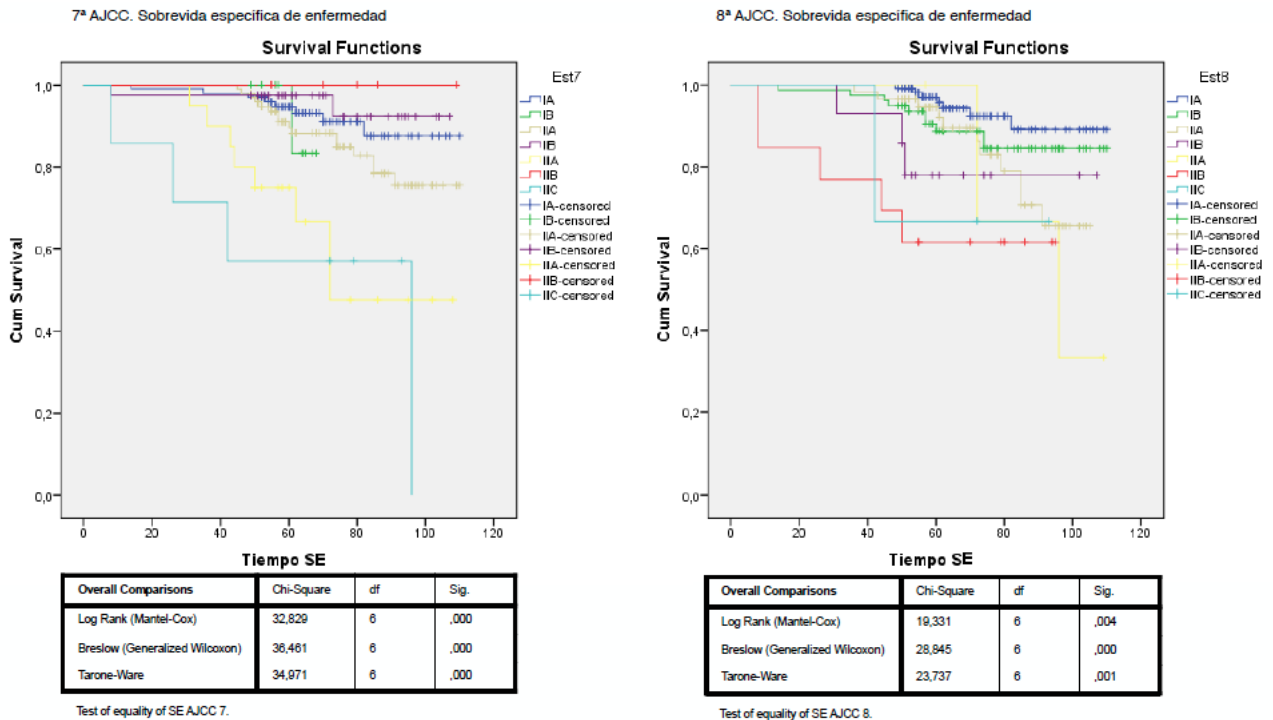 7ª AJCC. Sobrevida específica de enfermedad
Survival Functions
Est7
IA
IB
IIA
IIB
IIIA
IIIB
IIIC
IA-censored
IB-censored
IIA-censored
IIB-censored
IIIA-censored
IIIB-censored
IIIC-censored
Cum Survival
1,0
0,8
0,6
0,4
0,2
0,0
0 20 40 60 80 100 120
Tiempo SE
Overall Comparisons Chi-Square df Sig.
Log Rank (Mantel-Cox) 32,829 6 ,000
Breslow (Generalized Wilcoxon) 36,461 6 ,000
Tarone-Ware 34,971 6 ,000
Test of equality of SE AJCC 7.
8ª AJCC. Sobrevida específica de enfermedad
Survival Functions
Est8
IA
IB
IIA
IIB
IIIA
IIIB
IIIC
IA-censored
IB-censored
IIA-censored
IIB-censored
IIIA-censored
IIIB-censored
IIIC-censored
Cum Survival
1,0
0,8
0,6
0,4
0,2
0,0
0 20 40 60 80 100 120
Tiempo SE
Overall Comparisons Chi-Square df Sig.
Log Rank (Mantel-Cox) 19,331 6 ,004
Breslow (Generalized Wilcoxon) 28,845 6 ,000
Tarone-Ware 23,737 6 ,001
Test of equality of SE AJCC 8.